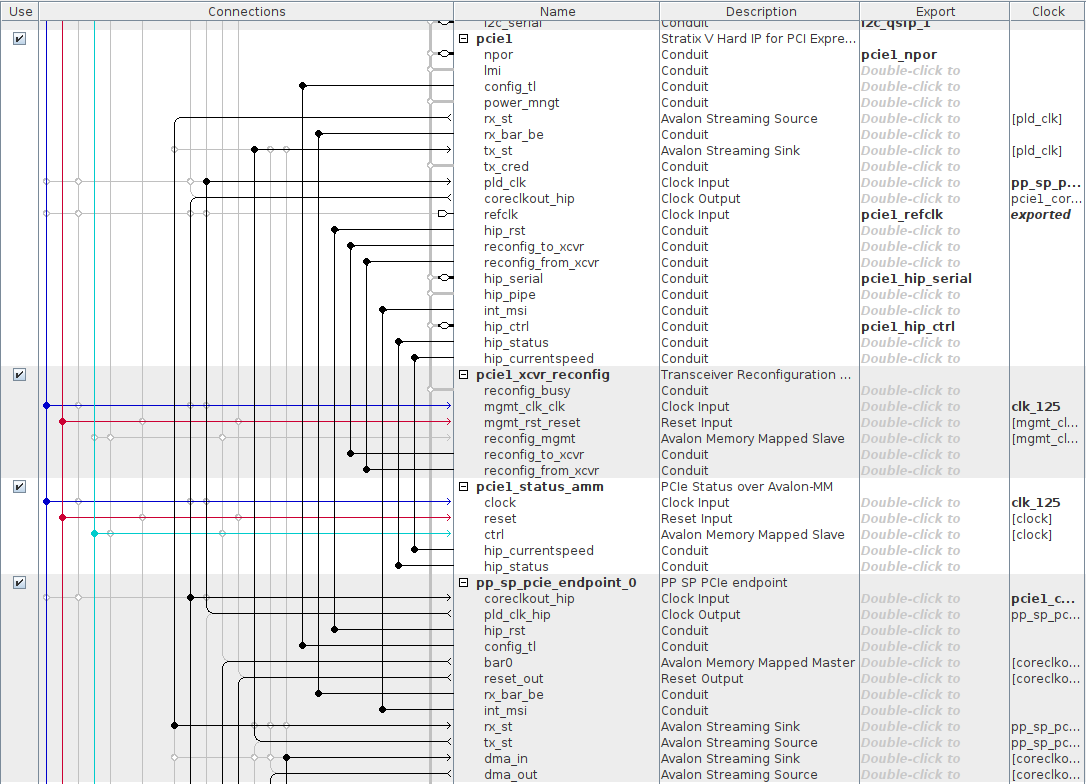 Use Connections Name Description Export Clock
i2c_serial Conduit i2c_qsfp_1
pcie1 Stratix V Hard IP for PCI Expre...
npor Conduit pcie1_npor
lmi Conduit Double-click to
config_tl Conduit Double-click to
power_mngt Conduit Double-click to
rx_st Avalon Streaming Source Double-click to [pld_clk]
rx_bar_be Conduit Double-click to
tx_st Avalon Streaming Sink Double-click to [pld_clk]
tx_cred Conduit Double-click to
pld_clk Clock Input Double-click to pp_sp_p...
coreclkout_hip Clock Output Double-click to pcie1_cor...
refclk Clock Input pcie1_refclk exported
hip_rst Conduit Double-click to
reconfig_to_xcvr Conduit Double-click to
reconfig_from_xcvr Conduit Double-click to
hip_serial Conduit pcie1_hip_serial
hip_pipe Conduit Double-click to
int_msi Conduit Double-click to
hip_ctrl Conduit pcie1_hip_ctrl
hip_status Conduit Double-click to
hip_currentspeed Conduit Double-click to
pcie1_xcvr_reconfig Transceiver Reconfiguration ...
reconfig_busy Conduit Double-click to
mgmt_clk_clk Clock Input Double-click to clk_125
mgmt_rst_reset Reset Input Double-click to [mgmt_cl...
reconfig_mgmt Avalon Memory Mapped Slave Double-click to [mgmt_cl...
reconfig_to_xcvr Conduit Double-click to
reconfig_from_xcvr Conduit Double-click to
pcie1_status_amm PCIe Status over Avalon-MM
clock Clock Input Double-click to clk_125
reset Reset Input Double-click to [clock]
ctrl Avalon Memory Mapped Slave Double-click to [clock]
hip_currentspeed Conduit Double-click to
hip_status Conduit Double-click to
pp_sp_pcie_endpoint_0 PP SP PCIe endpoint
coreclkout_hip Clock Input Double-click to pcie1_c...
pld_clk_hip Clock Output Double-click to pp_sp_pc...
hip_rst Conduit Double-click to
config_tl Conduit Double-click to
bar0 Avalon Memory Mapped Master Double-click to [coreclko...
reset_out Reset Output Double-click to [coreclko...
rx_bar_be Conduit Double-click to
int_msi Conduit Double-click to
rx_st Avalon Streaming Sink Double-click to pp_sp_pc...
tx_st Avalon Streaming Source Double-click to pp_sp_pc...
dma_in Avalon Streaming Sink Double-click to [coreclko...
dma_out Avalon Streaming Source Double-click to [coreclko...